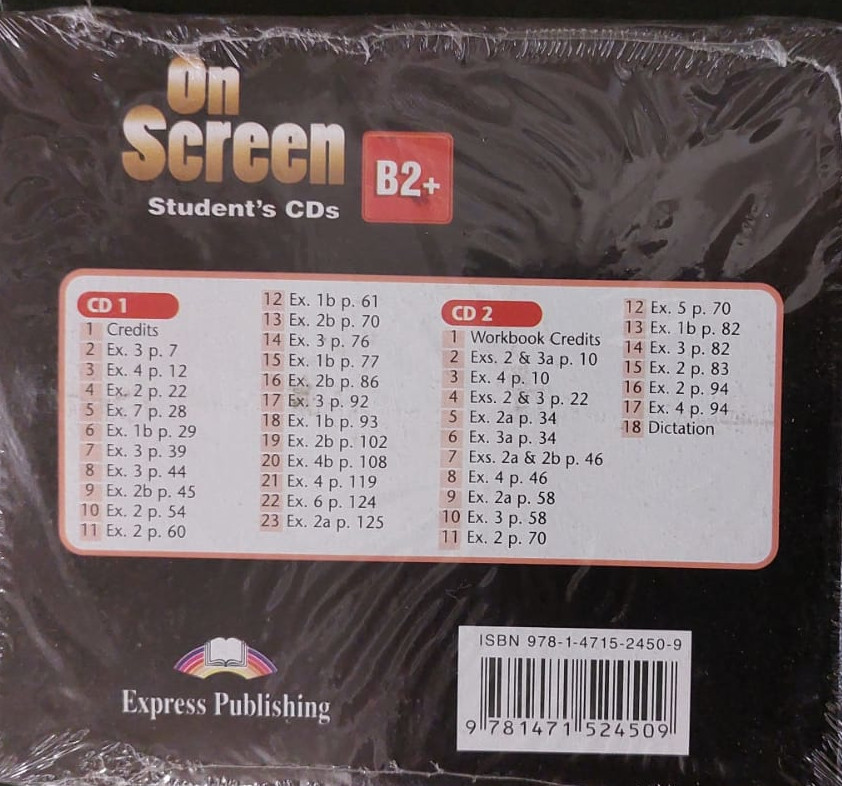 On
Screen
B2+
Student's CDs
CD 1
1 Credits
2 Ex. 3 p. 7
3 Ex. 4 p. 12
4 Ex. 2 p. 22
5 Ex. 7 p. 28
6 Ex. 1b p. 29
7 Ex. 3 p. 39
8 Ex. 3 p. 44
9 Ex. 2b p. 45
10 Ex. 2 p. 54
11 Ex. 2 p. 60
12 Ex. 1b p. 61
13 Ex. 2b p. 70
14 Ex. 3 p. 76
15 Ex. 1b p. 77
16 Ex. 2b p. 86
17 Ex. 3 p. 92
18 Ex. 1b p. 93
19 Ex. 2b p. 102
20 Ex. 4b p. 108
21 Ex. 4 p. 119
22 Ex. 6 p. 124
23 Ex. 2a p. 125
CD 2
1 Workbook Credits
2 Exs. 2 & 3a p. 10
3 Ex. 4 p. 10
4 Exs. 2 & 3 p. 22
5 Ex. 2a p. 34
6 Ex. 3a p. 34
7 Exs. 2a & 2b p. 46
8 Ex. 4 p. 46
9 Ex. 2a p. 58
10 Ex. 3 p. 58
11 Ex. 2 p. 70
12 Ex. 5 p. 70
13 Ex. 1b p. 82
14 Ex. 3 p. 82
15 Ex. 2 p. 83
16 Ex. 2 p. 94
17 Ex. 4 p. 94
18 Dictation
Express Publishing
ISBN 978-1-4715-2450-9
9 781471 524509